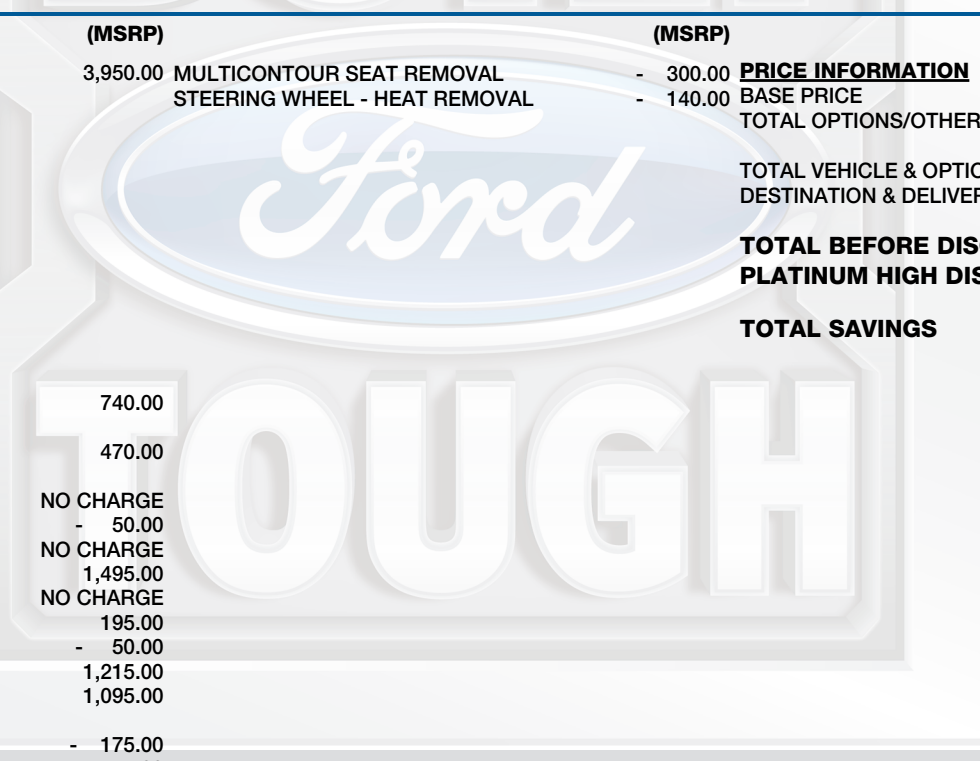 (MSRP)
3,950.00
740.00
470.00
NO CHARGE
- 50.00
NO CHARGE
1,495.00
NO CHARGE
195.00
- 50.00
1,215.00
1,095.00
- 175.00
(MSRP)
MULTICONTOUR SEAT REMOVAL - 300.00
STEERING WHEEL - HEAT REMOVAL - 140.00
PRICE INFORMATION
BASE PRICE
TOTAL OPTIONS/OTHER
TOTAL VEHICLE & OPTIO
DESTINATION & DELIVER
TOTAL BEFORE DIS
PLATINUM HIGH DIS
TOTAL SAVINGS
Ford
TOUGH